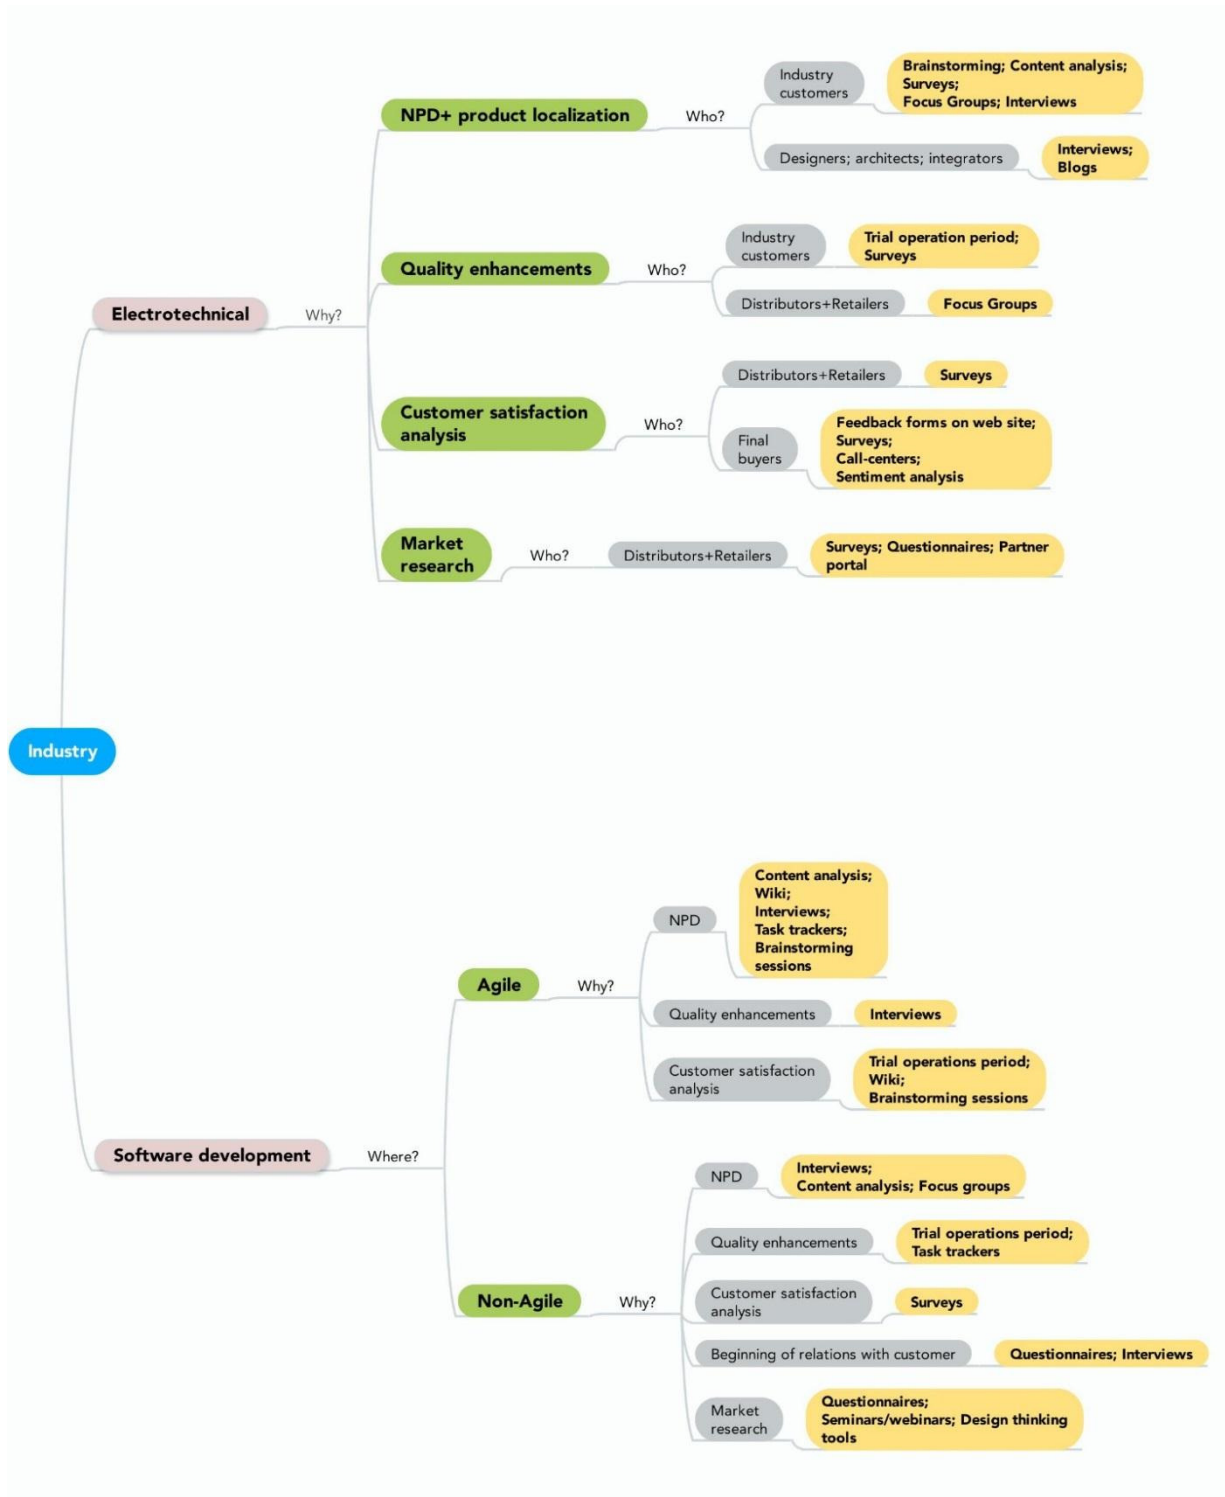 Industry
Electrotechnical
Why?
NPD+ product localization
Who?
Industry
customers
Brainstorming; Content analysis;
Surveys;
Focus Groups; Interviews
Designers; architects; integrators
Interviews;
Blogs
Quality enhancements
Who?
Industry
customers
Trial operation period;
Surveys
Distributors+Retailers
Focus Groups
Customer satisfaction
analysis
Who?
Distributors+Retailers
Surveys
Final
buyers
Feedback forms on web site;
Surveys;
Call-centers;
Sentiment analysis
Market
research
Who?
Distributors+Retailers
Surveys; Questionnaires; Partner
portal
Software development
Where?
Agile
Why?
NPD
Content analysis;
Wiki;
Interviews;
Task trackers;
Brainstorming
sessions
Quality enhancements
Interviews
Customer satisfaction
analysis
Trial operations period;
Wiki;
Brainstorming sessions
Non-Agile
Why?
NPD
Interviews;
Content analysis; Focus groups
Quality enhancements
Trial operations period;
Task trackers
Customer satisfaction
analysis
Surveys
Beginning of relations with customer
Questionnaires; Interviews
Market
research
Questionnaires;
Seminars/webinars; Design thinking
tools